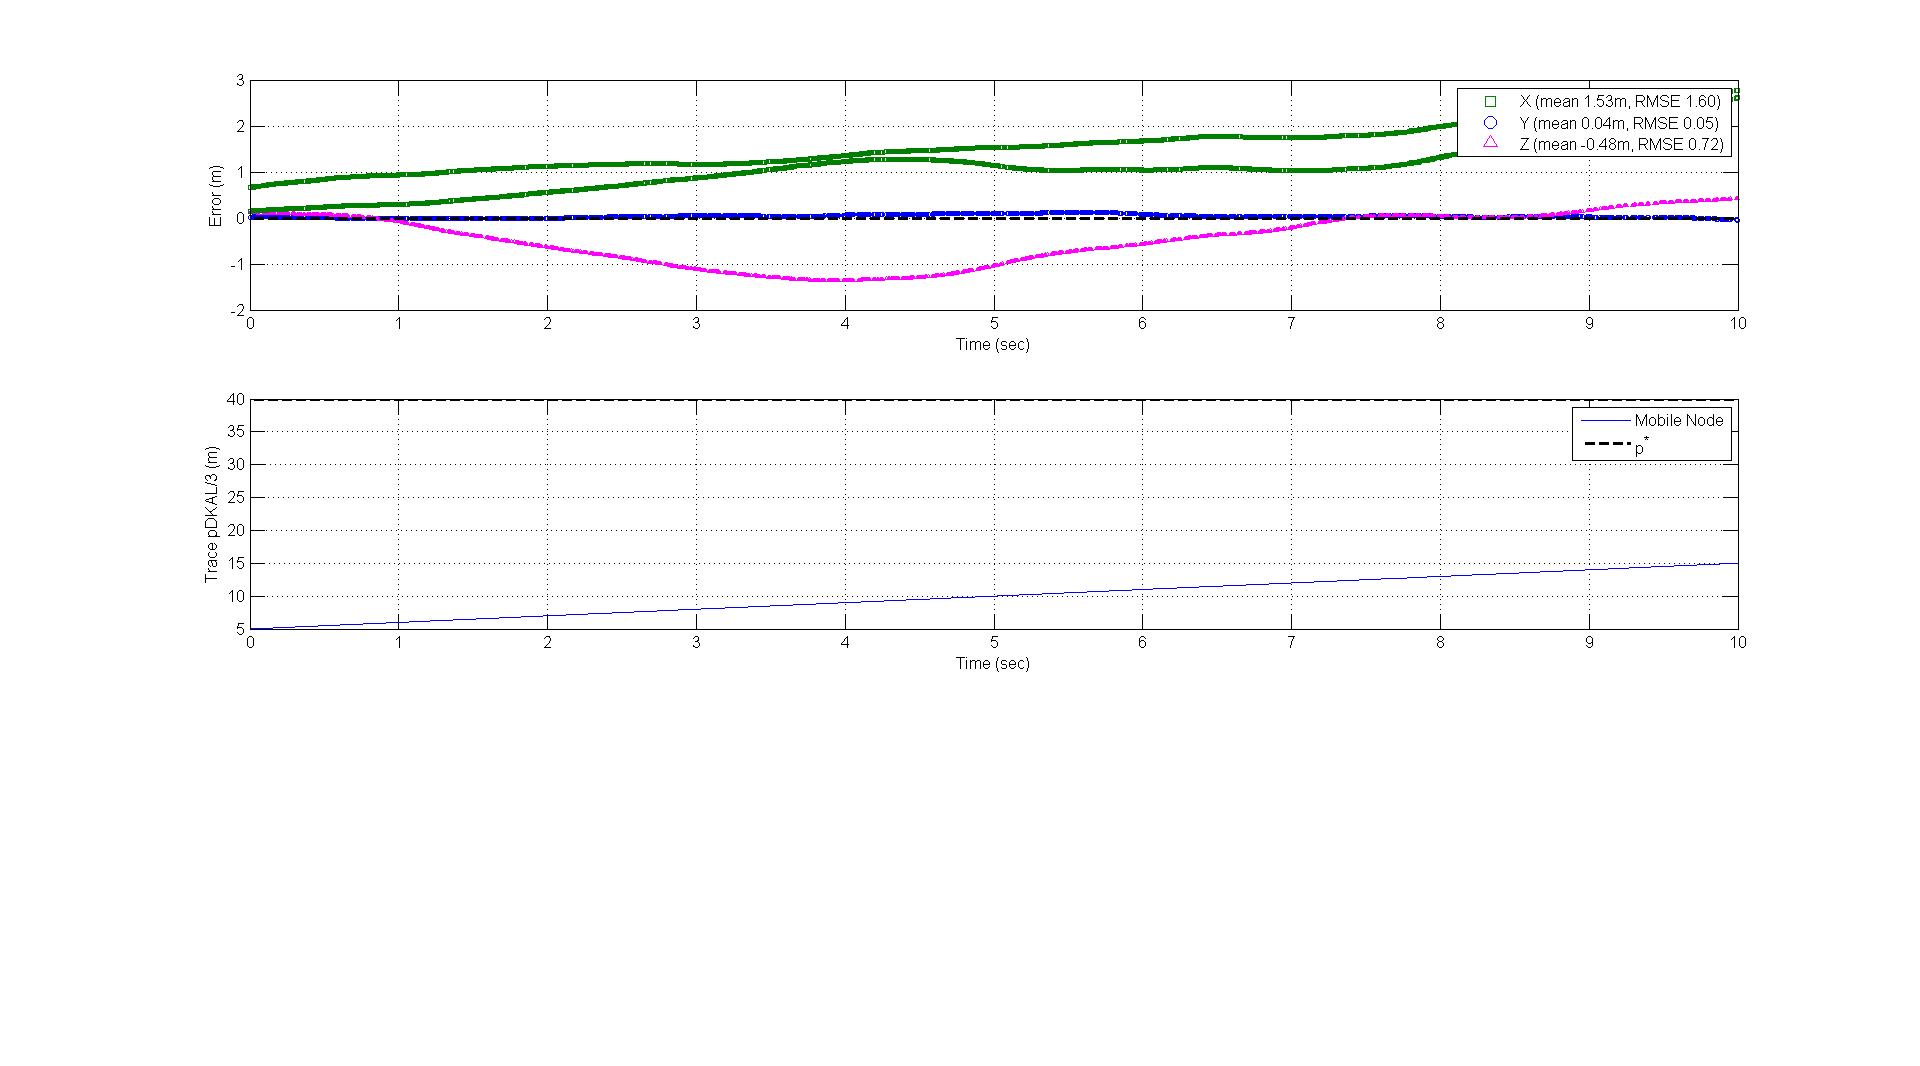 3
2
1
0
-1
-2
Error (m)
X (mean 1.53m, RMSE 1.60)
Y (mean 0.04m, RMSE 0.05)
Z (mean -0.48m, RMSE 0.72)
0 1 2 3 4 5 6 7 8 9 10
Time (sec)
40
35
30
25
20
15
10
5
Trace pDKAL/3 (m)
Mobile Node
p*
0 1 2 3 4 5 6 7 8 9 10
Time (sec)